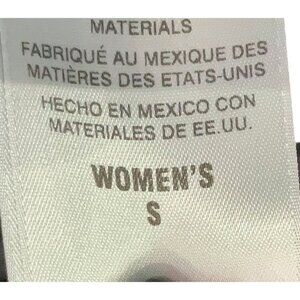 MATERIALS
FABRIQUÉ AU MEXIQUE DES
MATIÈRES DES ETATS-UNIS
HECHO EN MEXICO CON
MATERIALES DE EE.UU.
WOMEN'S
S